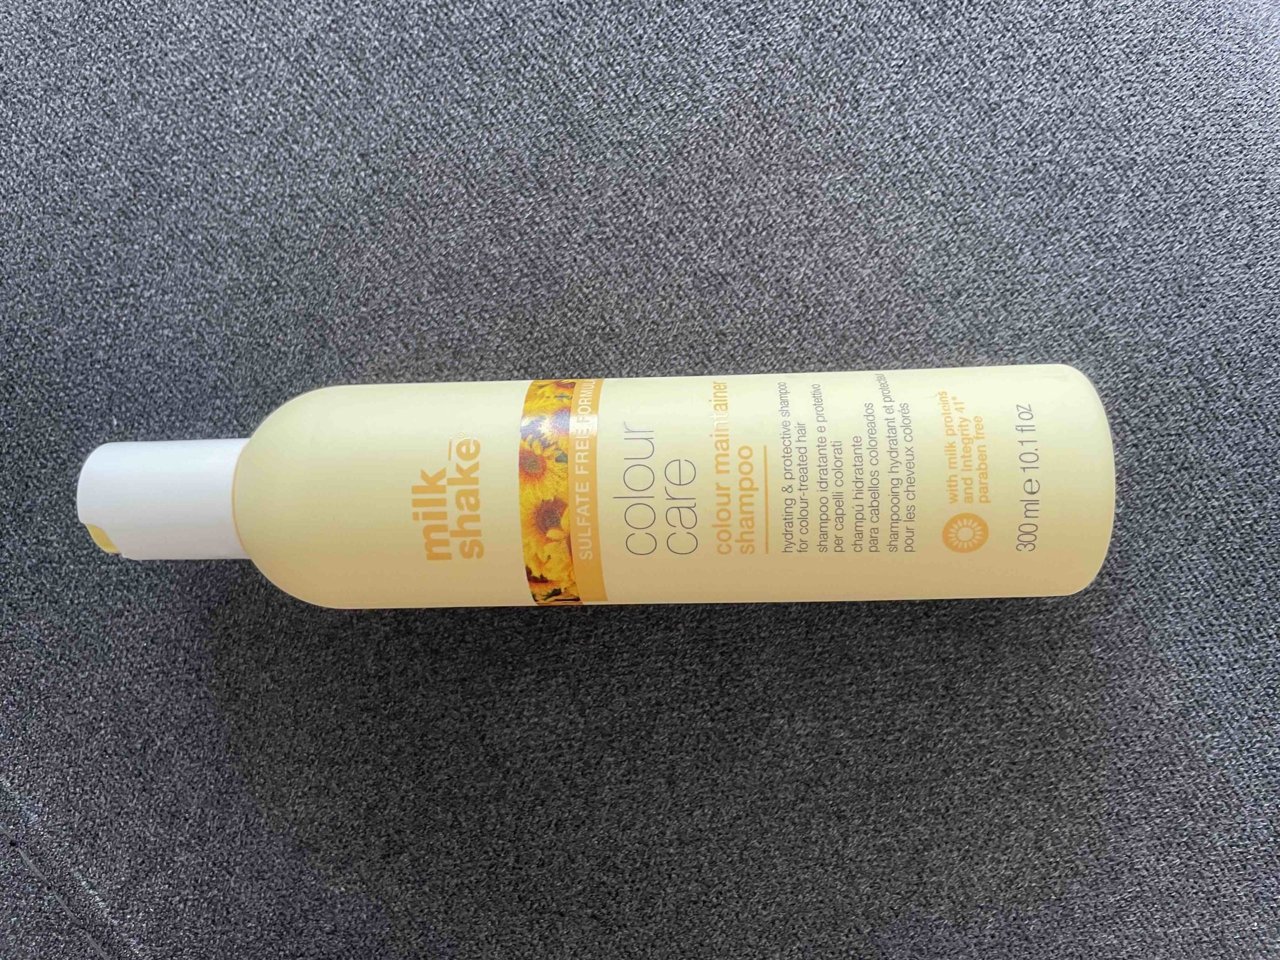 milk_
shake®
SULFATE FREE FORMULA
colour
care
colour maintainer
shampoo
hydrating & protective shampoo
for colour-treated hair
shampoo idratante e protettivo
per capelli colorati
champú hidratante
para cabellos coloreados
shampooing hydratant et protecteur
pour les cheveux colorés
with milk proteins
and Integrity 41®
paraben free
300 ml e 10.1 fl oz